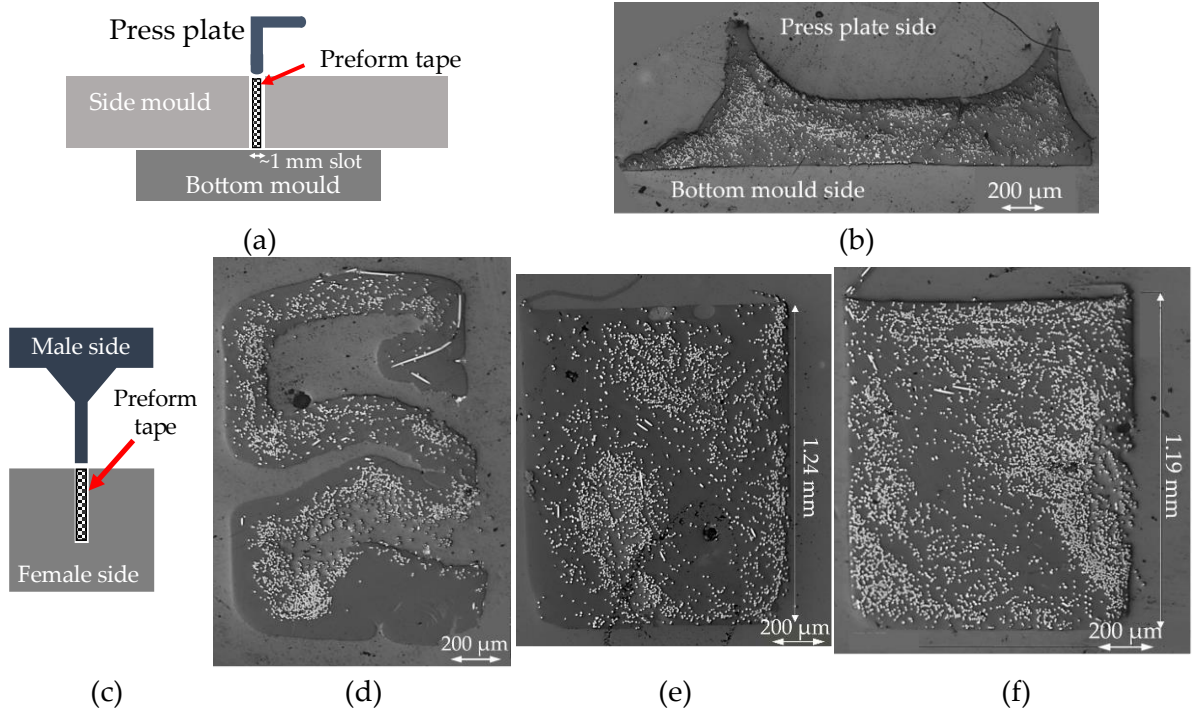 Press plate
Preform tape
Side mould
~1 mm slot
Bottom mould
(a)
Press plate side
Bottom mould side
200 µm
(b)
Male side
Preform
tape
Female side
(c)
200 µm
(d)
1.24 mm
200 µm
(e)
1.19 mm
200 µm
(f)